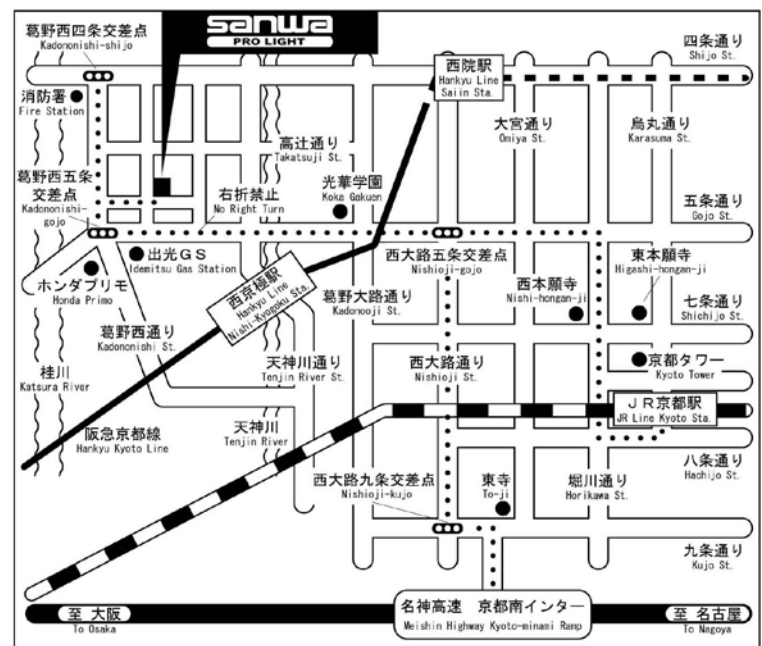 sanwa
PRO LIGHT
葛野西四条交差点
Kadononishi-shijo
四条通り
Shijo St.
西院駅
Hankyu Line
Saiin Sta.
消防署
Fire Station
高辻通り
Takatsuji St.
大宮通り
Omiya St.
烏丸通り
Karasuma St.
葛野西五条
交差点
Kadononishi-
gojo
光華学園
Koka Gakuen
右折禁止
No Right Turn
五条通り
Gojo St.
出光GS
Idemitsu Gas Station
西大路五条交差点
Nishioji-gojo
東本願寺
Higashi-hongan-ji
ホンダプリモ
Honda Primo
西京極駅
Hankyu Line
Nishi-Kyogoku Sta.
葛野大路通り
Kadonooji St.
西本願寺
Nishi-hongan-ji
七条通り
Shichijo St.
葛野西通り
Kadononishi St.
桂川
Katsura River
天神川通り
Tenjin River St.
西大路通り
Nishioji St.
京都タワー
Kyoto Tower
JR京都駅
JR Line Kyoto Sta.
阪急京都線
Hankyu Kyoto Line
天神川
Tenjin River
八条通り
Hachijo St.
西大路九条交差点
Nishioji-kujo
東寺
To-ji
堀川通り
Horikawa St.
九条通り
Kujo St.
名神高速 京都南インター
Meishin Highway Kyoto-minami Ramp
至 大阪
To Osaka
至 名古屋
To Nagoya